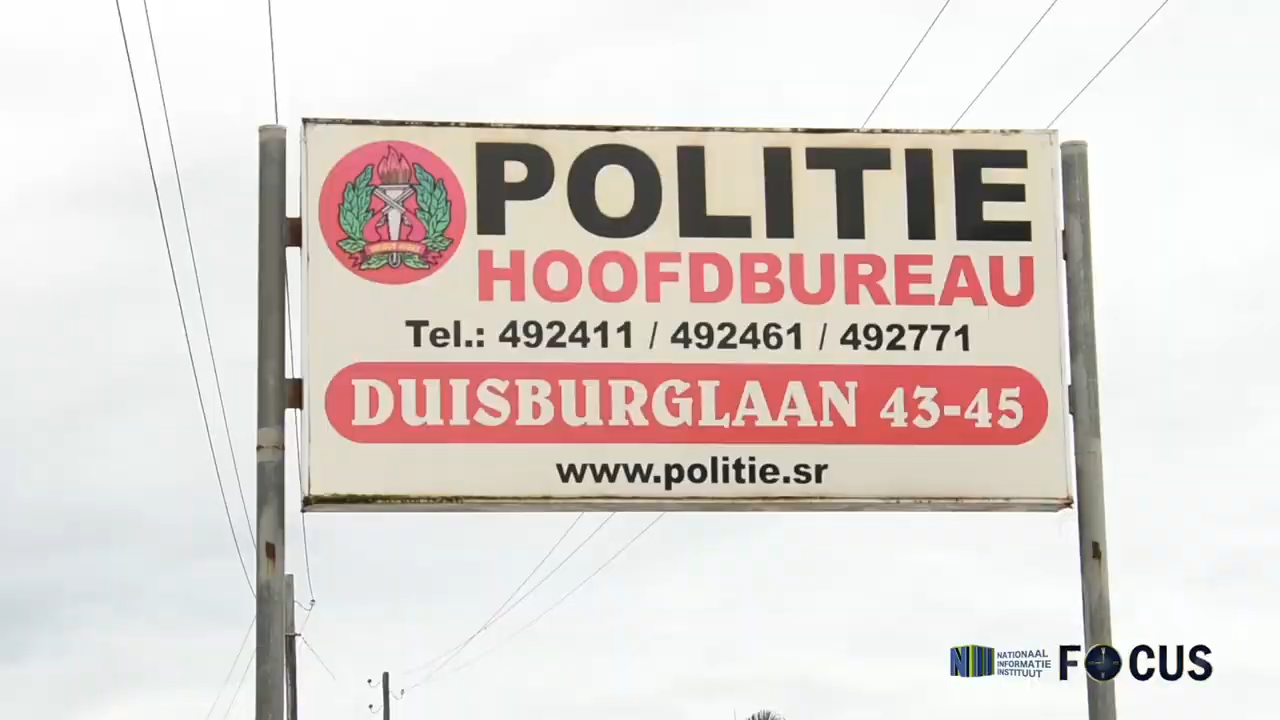 POLITIE
HOOFDBUREAU
Tel.: 492411 / 492461 / 492771
DUISBURGLAAN 43-45
www.politie.sr
NATIONAAL
INFORMATIE
INSTITUUT
FOCUS